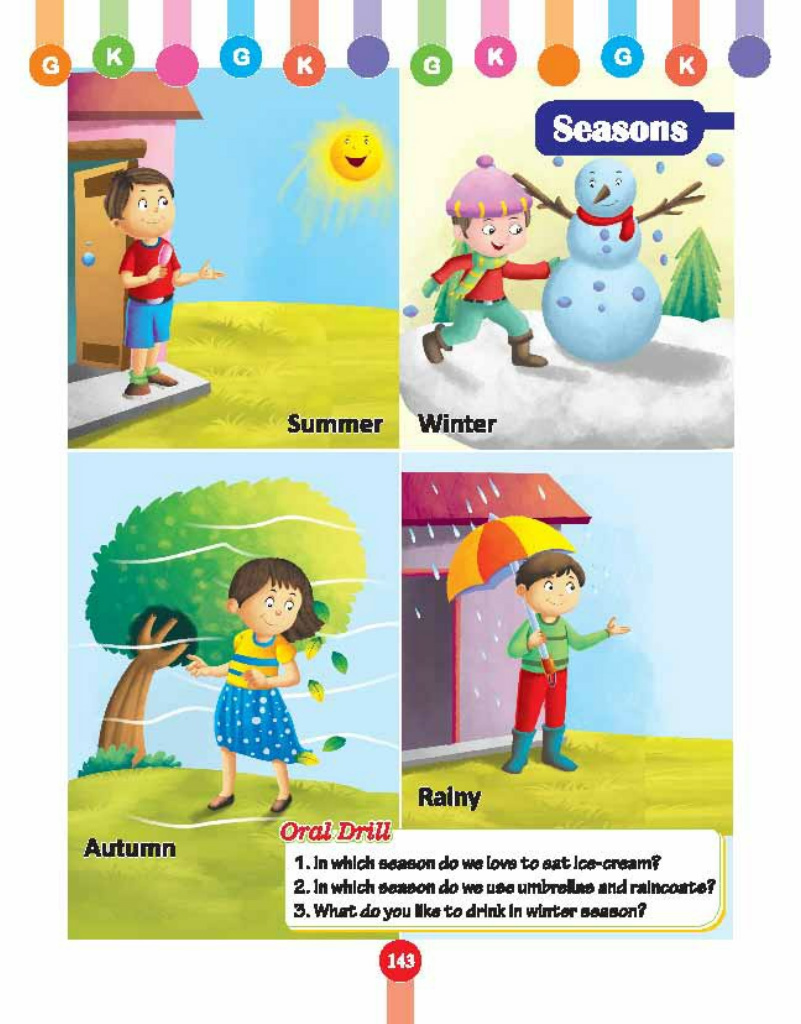 G K G K G K G K
Seasons
Summer
Winter
Autumn
Rainy
Oral Drill
1. In which season do we love to eat ice-cream?
2. In which season do we use umbrellas and raincoats?
3. What do you like to drink in winter season?
143